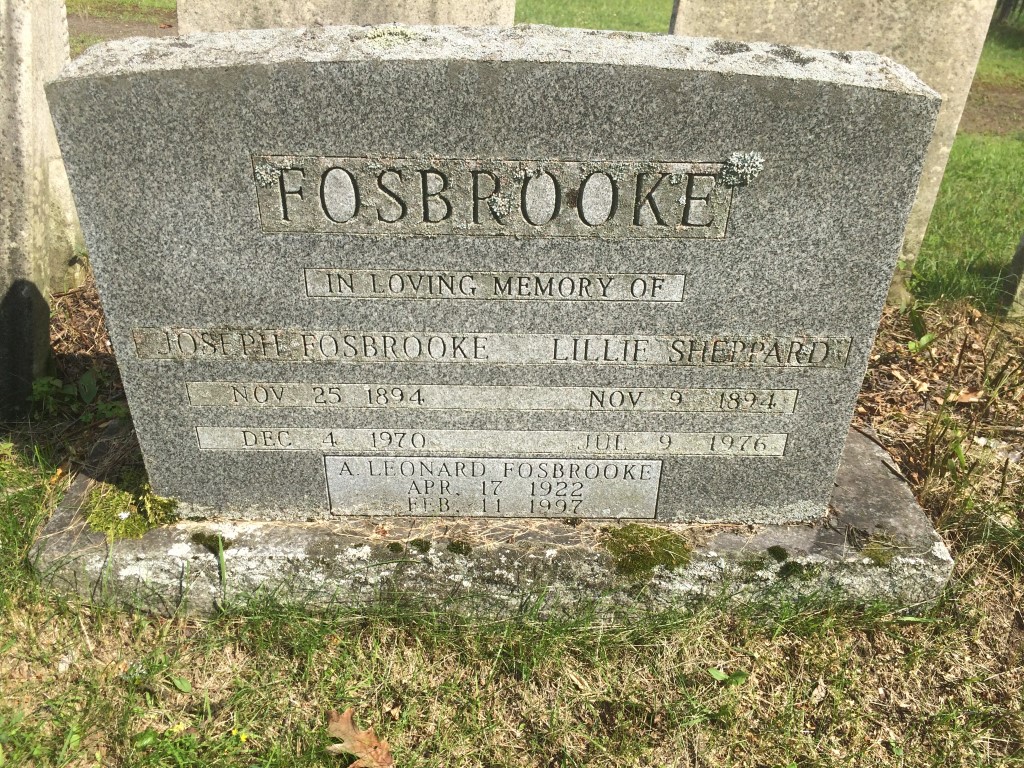 FOSBROOKE
IN LOVING MEMORY OF
JOSEPH FOSBROOKE LILLIE SHEPPARD
NOV 25 1894 NOV 9 1894
DEC 4 1970 JUL 9 1976
A LEONARD FOSBROOKE
APR. 17 1922
FEB. 11 1997